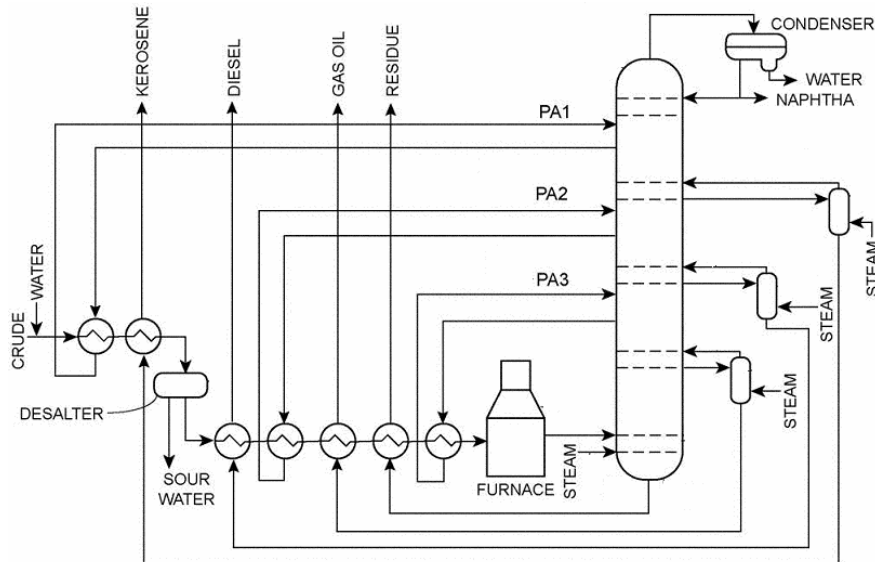 KEROSENE
DIESEL
GAS OIL
RESIDUE
CONDENSER
WATER
NAPHTHA
PA1
PA2
PA3
CRUDE
WATER
STEAM
STEAM
STEAM
STEAM
DESALTER
SOUR
WATER
FURNACE